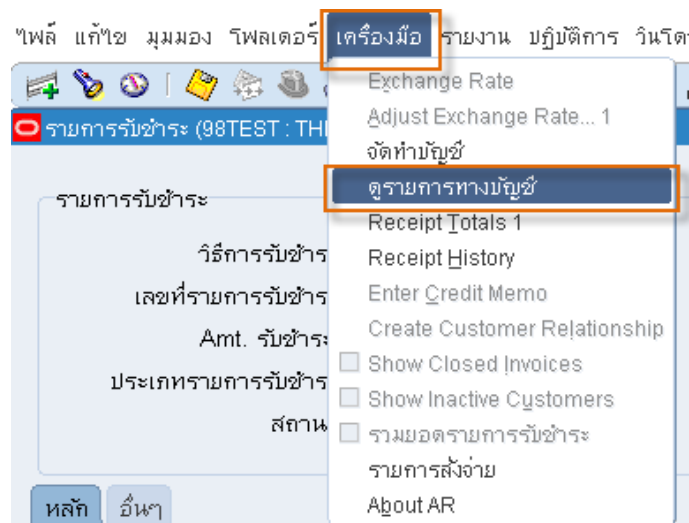 ไฟล์ แก้ไข มุมมอง โฟลเดอร์ เครื่องมือ รายงาน ปฏิบัติการ วินโด
รายการรับชำระ (98TEST : TH
รายการรับชำระ
วิธีการรับชำร
เลขที่รายการรับชำร
Amt. รับชำระ
ประเภทรายการรับชำร
สถาน
หลัก อื่นๆ
Exchange Rate
Adjust Exchange Rate... 1
จัดทำบัญชี
ดูรายการทางบัญชี
Receipt Totals 1
Receipt History
Enter Credit Memo
Create Customer Relationship
Show Closed Invoices
Show Inactive Customers
รวมยอดรายการรับชำระ
รายการสั่งจ่าย
About AR